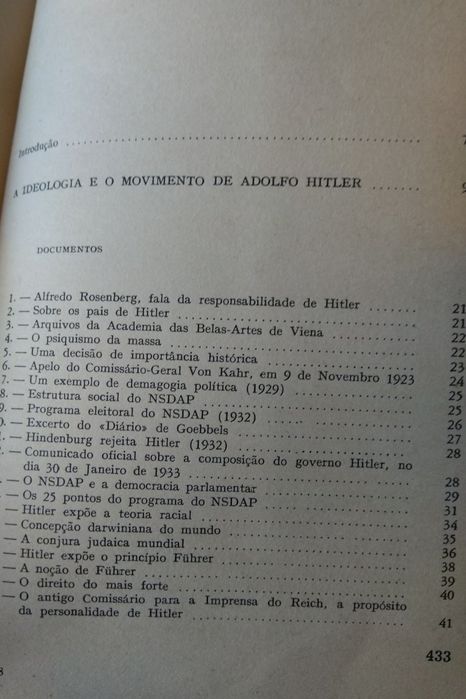 Introdução .......... 7
A IDEOLOGIA E O MOVIMENTO DE ADOLFO HITLER ....... 9
DOCUMENTOS
1. — Alfredo Rosenberg, fala da responsabilidade de Hitler ....... 21
2. — Sobre os pais de Hitler .......... 21
3. — Arquivos da Academia das Belas-Artes de Viena .......... 22
4. — O psiquismo da massa .......... 22
5. — Uma decisão de importância histórica .......... 23
6. — Apelo do Comissário-Geral Von Kahr, em 9 de Novembro 1923 24
7. — Um exemplo de demagogia política (1929) .......... 25
8. — Estrutura social do NSDAP .......... 25
9. — Programa eleitoral do NSDAP (1932) .......... 26
0. — Excerto do «Diário» de Goebbels .......... 27
1. — Hindenburg rejeita Hitler (1932) .......... 28
2. — Comunicado oficial sobre a composição do governo Hitler, no
dia 30 de Janeiro de 1933 .......... 28
— O NSDAP e a democracia parlamentar .......... 29
— Os 25 pontos do programa do NSDAP .......... 31
— Hitler expõe a teoria racial .......... 34
— Concepção darwiniana do mundo .......... 35
— A conjura judaica mundial .......... 36
— Hitler expõe o princípio Führer .......... 38
— A noção de Führer .......... 39
— O direito do mais forte .......... 40
— O antigo Comissário para a Imprensa do Reich, a propósito
da personalidade de Hitler .......... 41
433
8